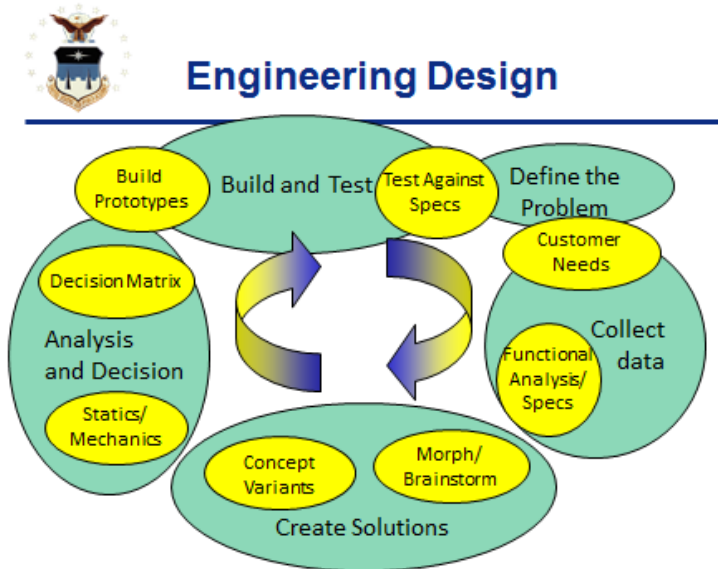 Engineering Design
Build
Prototypes
Build and Test
Test Against
Specs
Define the
Problem
Customer
Needs
Collect
data
Functional
Analysis/
Specs
Morph/
Brainstorm
Concept
Variants
Create Solutions
Statics/
Mechanics
Analysis
and Decision
Decision Matrix